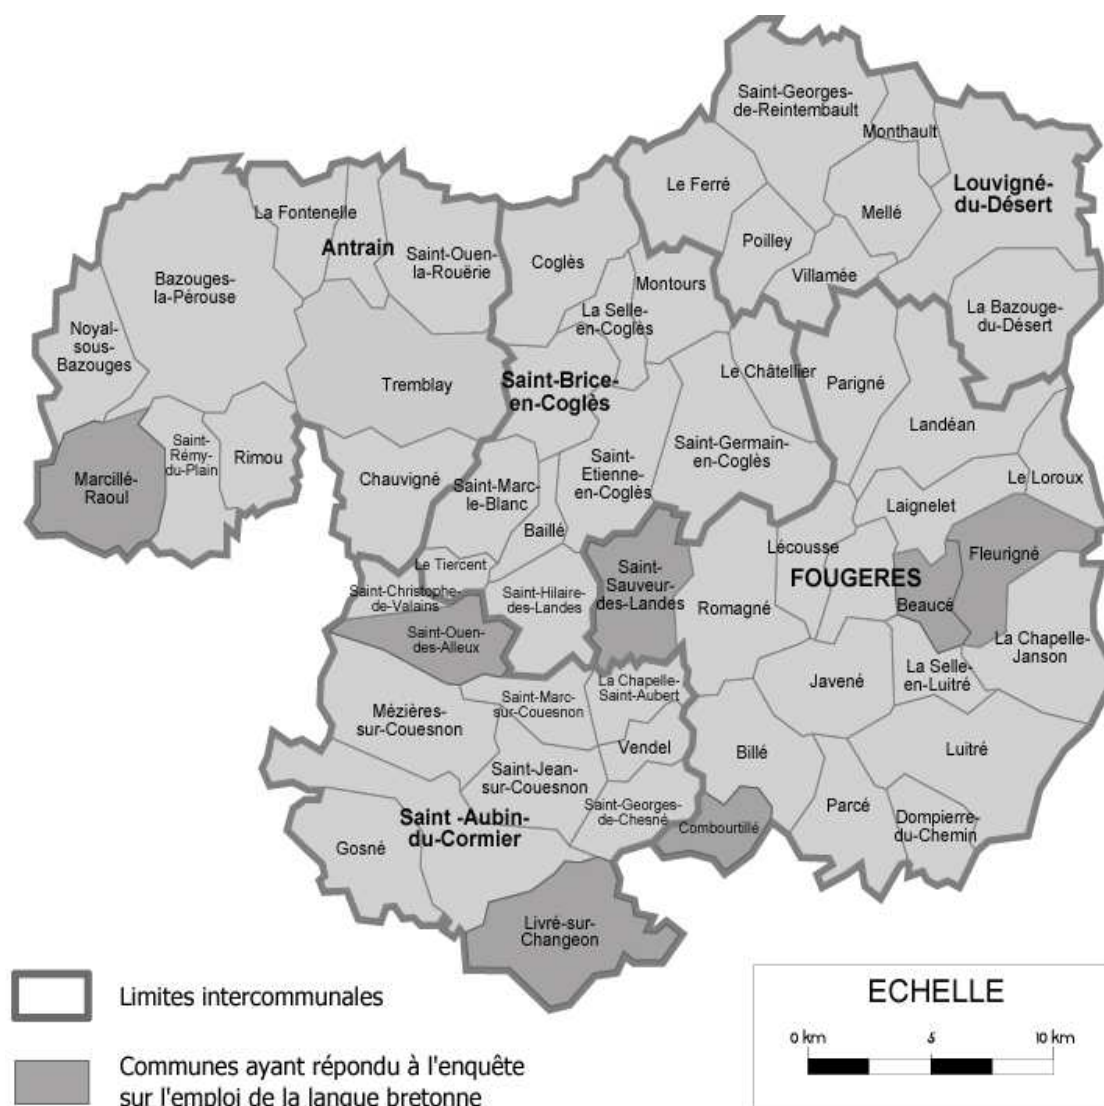 Saint-Georges-
de-Reintembault
Monthault
Le Ferré
Louvigné-
du-Désert
Mellé
La Fontenelle
Antrain
Saint-Ouen-
la-Rouërie
Poilley
Coglès
Villamée
Bazouges-
la-Pérouse
Montours
La Selle-
en-Coglès
La Bazouge-
du-Désert
Noyal-
sous-
Bazouges
Tremblay
Saint-Brice-
en-Coglès
Le Châtellier
Parigné
Landéan
Saint-
Rémy-
du-Plain
Rimou
Saint-Germain-
en-Coglès
Marcillé-
Raoul
Chauvigné
Saint-Marc-
le-Blanc
Saint-
Etienne-
en-Coglès
Le Loroux
Laignelet
Baillé
Lécousse
Fleurigné
Le Tiercent
Saint-
Sauveur-
des-Landes
FOUGERES
Saint-Christophe-
de-Valains
Saint-Hilaire-
des-Landes
Romagné
Beaucé
Saint-Ouen-
des-Alleux
La Chapelle-
Janson
La Selle-
en-Luitré
La Chapelle-
Saint-Aubert
Javené
Saint-Marc-
sur-Couesnon
Mézières-
sur-Couesnon
Vendel
Billé
Luitré
Saint-Jean-
sur-Couesnon
Saint-Georges-
de-Chesné
Parcé
Saint -Aubin-
du-Cormier
Combourtillé
Dompierre-
du-Chemin
Gosné
Livré-sur-
Changeon
Limites intercommunales
Communes ayant répondu à l'enquête
sur l'emploi de la langue bretonne
ECHELLE
0 km 5 10 km